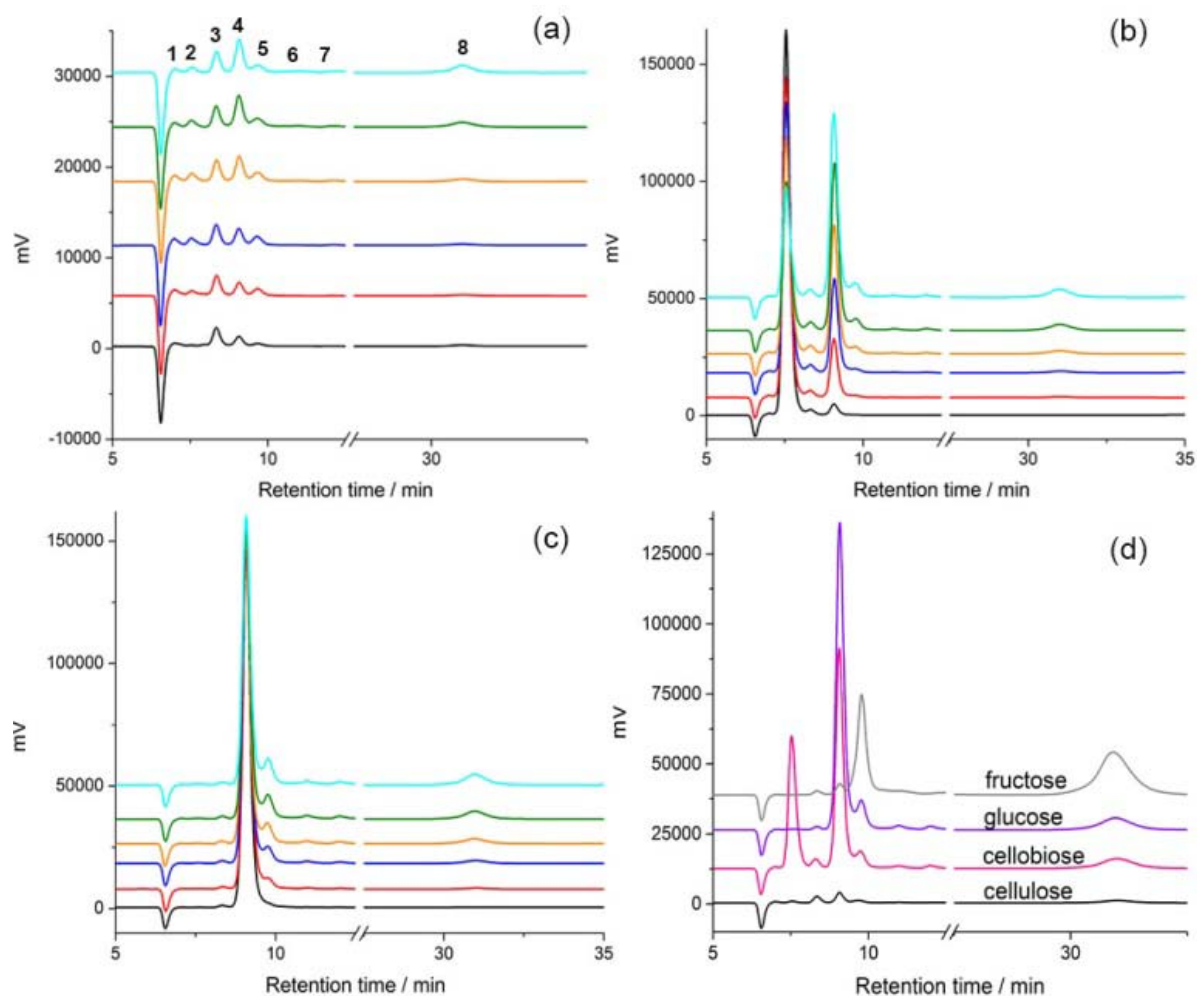 (a)
1 2 3 4 5 6 7 8
30000
20000
10000
0
-10000
mV
5 10 30
Retention time / min
(b)
150000
100000
50000
0
mV
5 10 30 35
Retention time / min
(c)
150000
100000
50000
0
mV
5 10 30 35
Retention time / min
(d)
125000
75000
50000
25000
0
mV
fructose
glucose
cellobiose
cellulose
5 10 30
Retention time / min